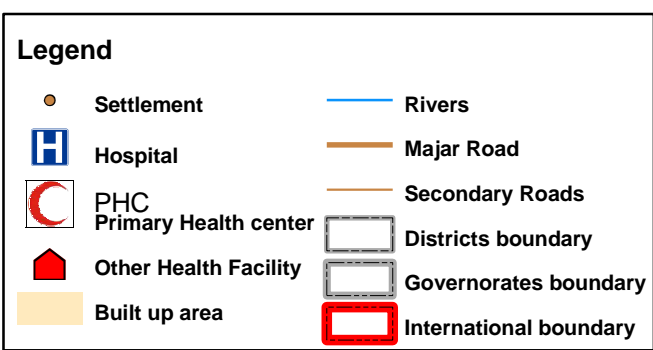 Legend
Settlement
Hospital
PHC
Primary Health center
Other Health Facility
Built up area
Rivers
Majar Road
Secondary Roads
Districts boundary
Governorates boundary
International boundary